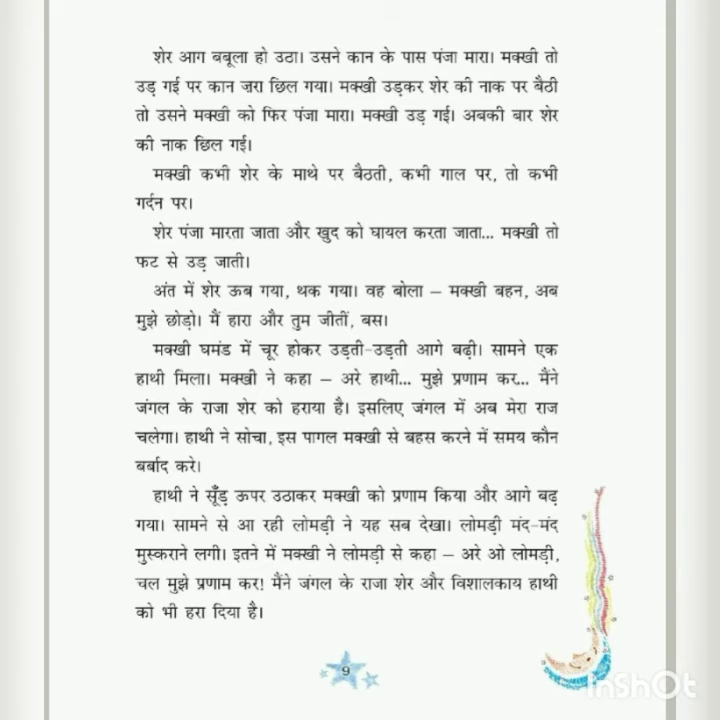 शेर आग बबूला हो उठा। उसने कान के पास पंजा मारा। मक्खी तो
उड़ गई पर कान ज़रा छिल गया। मक्खी उड़कर शेर की नाक पर बैठी
तो उसने मक्खी को फिर पंजा मारा। मक्खी उड़ गई। अबकी बार शेर
की नाक छिल गई।
मक्खी कभी शेर के माथे पर बैठती, कभी गाल पर, तो कभी
गर्दन पर।
शेर पंजा मारता जाता और खुद को घायल करता जाता... मक्खी तो
फट से उड़ जाती।
अंत में शेर ऊब गया, थक गया। वह बोला – मक्खी बहन, अब
मुझे छोड़ो। मैं हारा और तुम जीतीं, बस।
मक्खी घमंड में चूर होकर उड़ती-उड़ती आगे बढ़ी। सामने एक
हाथी मिला। मक्खी ने कहा – अरे हाथी... मुझे प्रणाम कर... मैंने
जंगल के राजा शेर को हराया है। इसलिए जंगल में अब मेरा राज
चलेगा। हाथी ने सोचा, इस पागल मक्खी से बहस करने में समय कौन
बर्बाद करे।
हाथी ने सूँड़ ऊपर उठाकर मक्खी को प्रणाम किया और आगे बढ़
गया। सामने से आ रही लोमड़ी ने यह सब देखा। लोमड़ी मंद-मंद
मुस्कराने लगी। इतने में मक्खी ने लोमड़ी से कहा – अरे ओ लोमड़ी,
चल मुझे प्रणाम कर! मैंने जंगल के राजा शेर और विशालकाय हाथी
को भी हरा दिया है।
9
InShOt